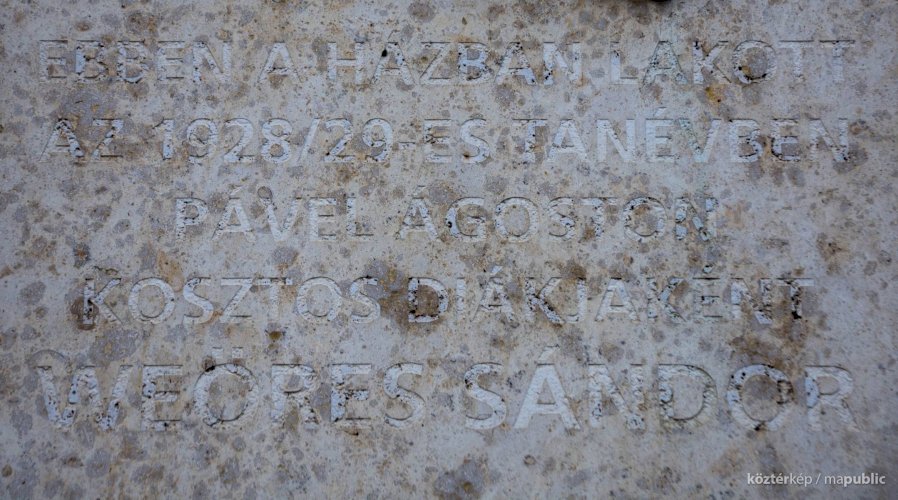 EBBEN A HÁZBAN LAKOTT
AZ 1928/29-ES TANÉVBEN
PÁVEL ÁGOSTON
KOSZTOS DIÁKJAKÉNT
WEÖRES SÁNDOR
köztérkép / mapublic